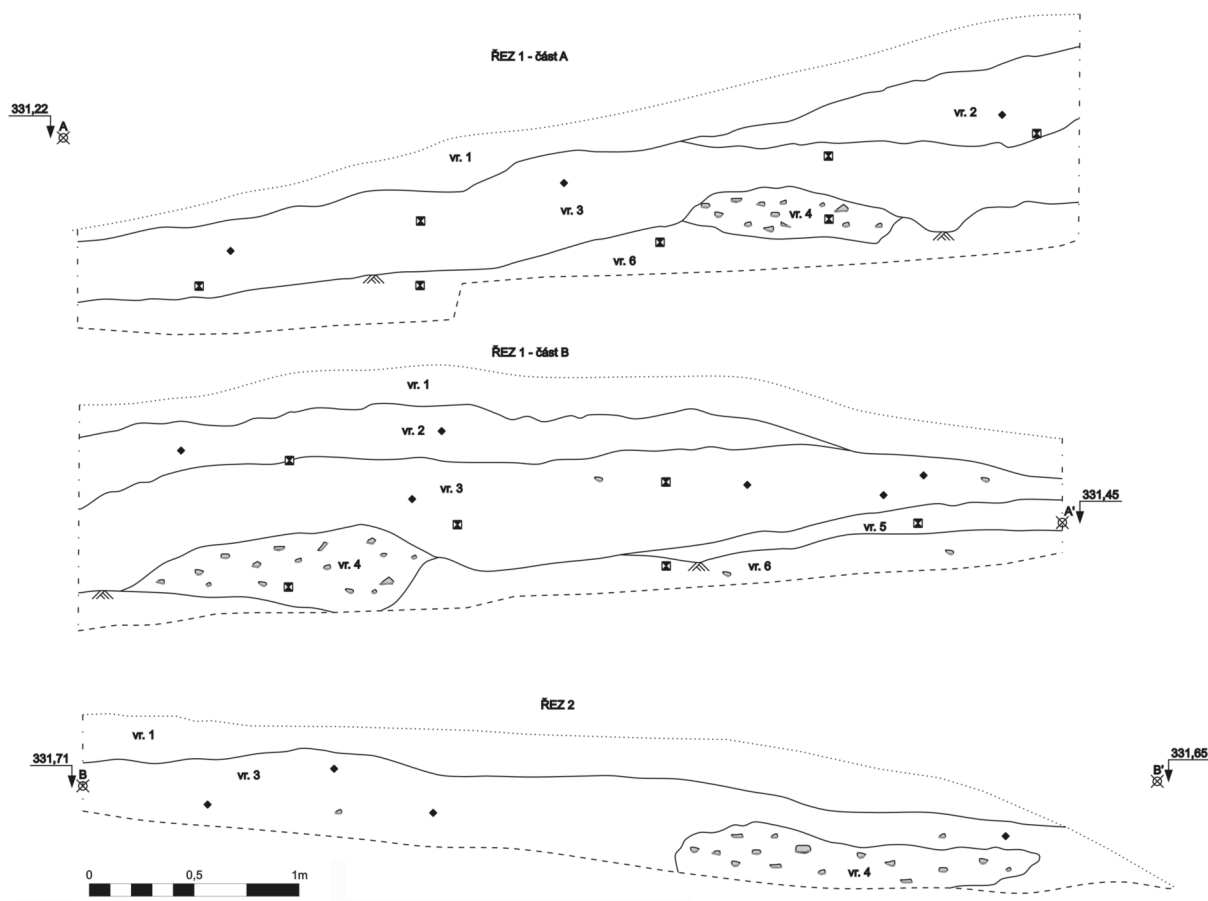 ŘEZ 1 - část A
331,22
A
vr. 1
vr. 2
vr. 3
vr. 4
vr. 6
ŘEZ 1 - část B
vr. 1
vr. 2
vr. 3
331,45
A'
vr. 5
vr. 4
vr. 6
ŘEZ 2
vr. 1
331,71
B
vr. 3
331,65
B'
vr. 4
0 0,5 1m